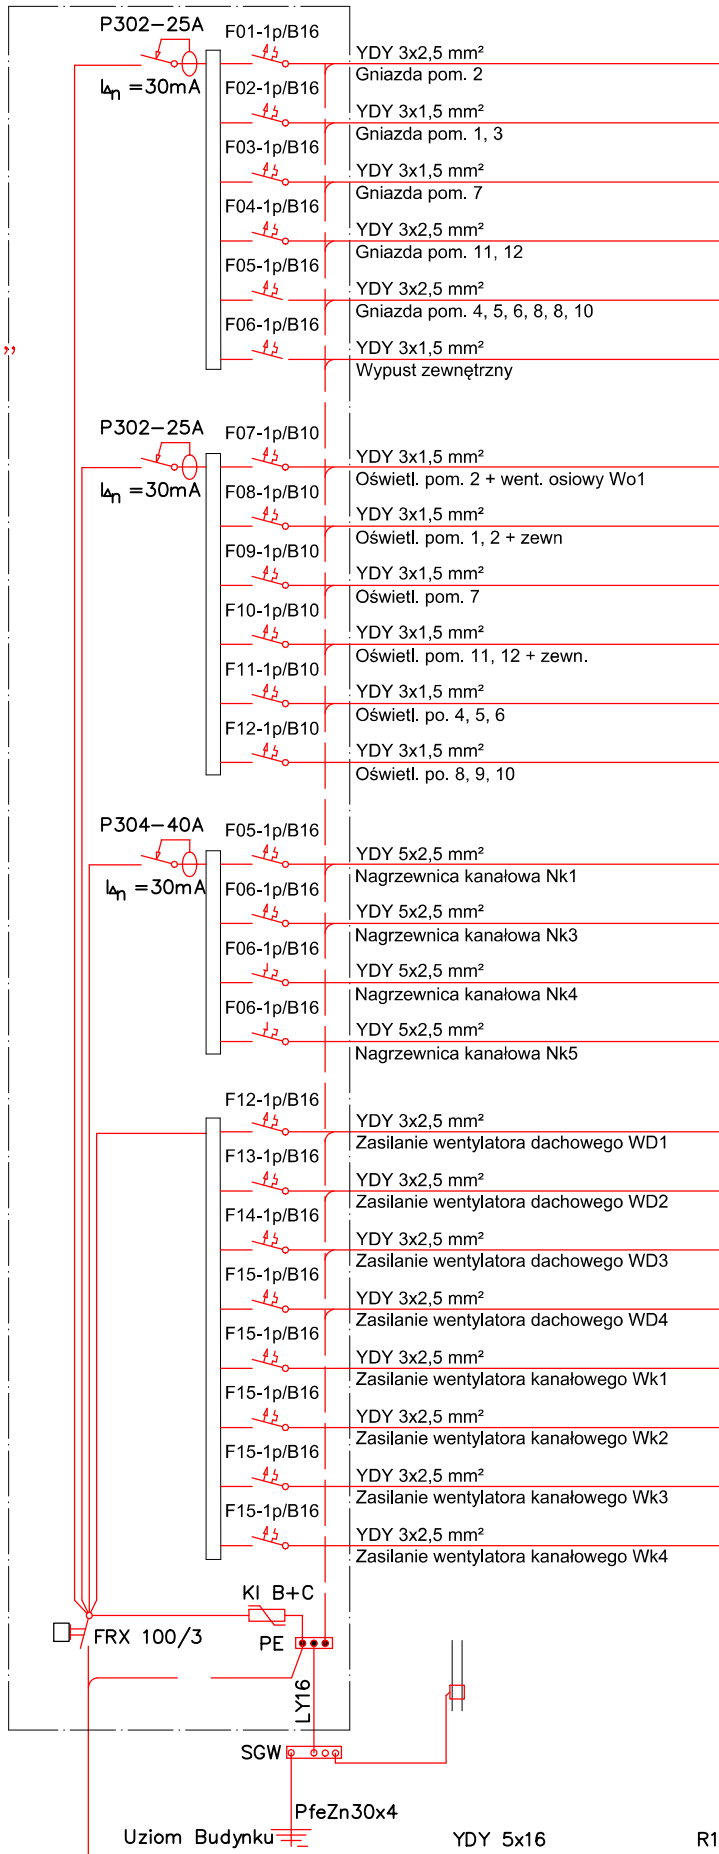 P302-25A
F01-1p/B16
YDY 3x2,5 mm²
Gniazda pom. 2
IΔn =30mA
F02-1p/B16
YDY 3x1,5 mm²
Gniazda pom. 1, 3
F03-1p/B16
YDY 3x1,5 mm²
Gniazda pom. 7
F04-1p/B16
YDY 3x2,5 mm²
Gniazda pom. 11, 12
F05-1p/B16
YDY 3x2,5 mm²
Gniazda pom. 4, 5, 6, 8, 8, 10
F06-1p/B16
”
YDY 3x1,5 mm²
Wypust zewnętrzny
P302-25A
F07-1p/B10
YDY 3x1,5 mm²
Oświetl. pom. 2 + went. osiowy Wo1
IΔn =30mA
F08-1p/B10
YDY 3x1,5 mm²
Oświetl. pom. 1, 2 + zewn
F09-1p/B10
YDY 3x1,5 mm²
Oświetl. pom. 7
F10-1p/B10
YDY 3x1,5 mm²
Oświetl. pom. 11, 12 + zewn.
F11-1p/B10
YDY 3x1,5 mm²
Oświetl. po. 4, 5, 6
F12-1p/B10
YDY 3x1,5 mm²
Oświetl. po. 8, 9, 10
P304-40A
F05-1p/B16
YDY 5x2,5 mm²
Nagrzewnica kanałowa Nk1
IΔn =30mA
F06-1p/B16
YDY 5x2,5 mm²
Nagrzewnica kanałowa Nk3
F06-1p/B16
YDY 5x2,5 mm²
Nagrzewnica kanałowa Nk4
F06-1p/B16
YDY 5x2,5 mm²
Nagrzewnica kanałowa Nk5
F12-1p/B16
YDY 3x2,5 mm²
Zasilanie wentylatora dachowego WD1
F13-1p/B16
YDY 3x2,5 mm²
Zasilanie wentylatora dachowego WD2
F14-1p/B16
YDY 3x2,5 mm²
Zasilanie wentylatora dachowego WD3
F15-1p/B16
YDY 3x2,5 mm²
Zasilanie wentylatora dachowego WD4
F15-1p/B16
YDY 3x2,5 mm²
Zasilanie wentylatora kanałowego Wk1
F15-1p/B16
YDY 3x2,5 mm²
Zasilanie wentylatora kanałowego Wk2
F15-1p/B16
YDY 3x2,5 mm²
Zasilanie wentylatora kanałowego Wk3
F15-1p/B16
YDY 3x2,5 mm²
Zasilanie wentylatora kanałowego Wk4
KI B+C
FRX 100/3
PE
LY16
SGW
PfeZn30x4
Uziom Budynku
YDY 5x16
R1